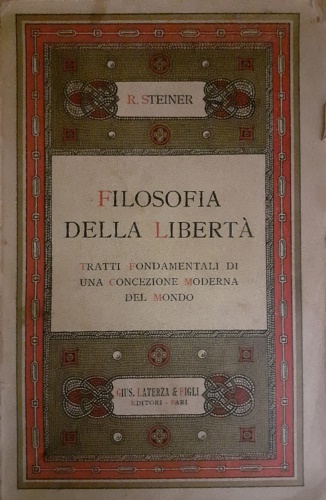 R. STEINER
FILOSOFIA
DELLA LIBERTÀ
TRATTI FONDAMENTALI DI
UNA CONCEZIONE MODERNA
DEL MONDO
GIUS. LATERZA & FIGLI
EDITORI - BARI